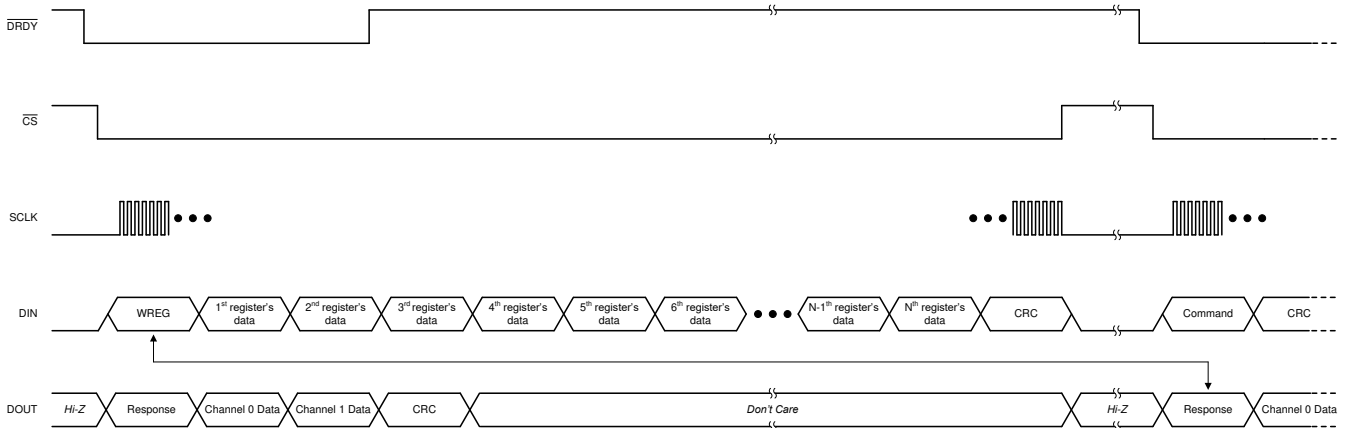 DRDY
CS
SCLK
DIN
WREG
1st register's
data
2nd register's
data
3rd register's
data
4th register's
data
5th register's
data
6th register's
data
N-1th register's
data
Nth register's
data
CRC
Command
CRC
DOUT
Hi-Z
Response
Channel 0 Data
Channel 1 Data
CRC
Don't Care
Hi-Z
Response
Channel 0 Data